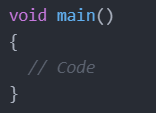 void main()
{
  // Code
}